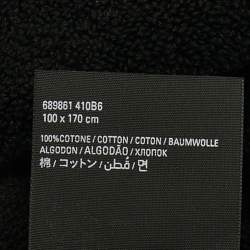 689861 410B6
100 x 170 cm
100%COTONE / COTTON / COTON / BAUMWOLLE
ALGODON / ALGODÃO / ХЛОПОК
棉 / コットン / قطن / 면